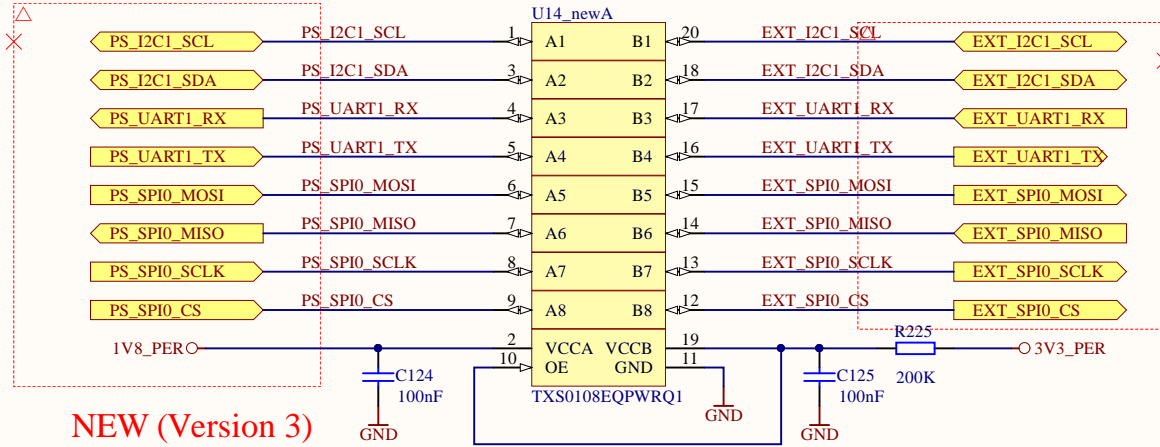 U14_newA
PS_I2C1_SCL PS_I2C1_SCL 1 A1 B1 20 EXT_I2C1_SCL EXT_I2C1_SCL
PS_I2C1_SDA PS_I2C1_SDA 3 A2 B2 18 EXT_I2C1_SDA EXT_I2C1_SDA
PS_UART1_RX PS_UART1_RX 4 A3 B3 17 EXT_UART1_RX EXT_UART1_RX
PS_UART1_TX PS_UART1_TX 5 A4 B4 16 EXT_UART1_TX EXT_UART1_TX
PS_SPI0_MOSI PS_SPI0_MOSI 6 A5 B5 15 EXT_SPI0_MOSI EXT_SPI0_MOSI
PS_SPI0_MISO PS_SPI0_MISO 7 A6 B6 14 EXT_SPI0_MISO EXT_SPI0_MISO
PS_SPI0_SCLK PS_SPI0_SCLK 8 A7 B7 13 EXT_SPI0_SCLK EXT_SPI0_SCLK
PS_SPI0_CS PS_SPI0_CS 9 A8 B8 12 EXT_SPI0_CS EXT_SPI0_CS
R225
1V8_PER 2 VCCA VCCB 19 3V3_PER
10 OE GND 11
C124 200K C125
100nF TXS0108EQPWRQ1 100nF
GND GND GND
NEW (Version 3)